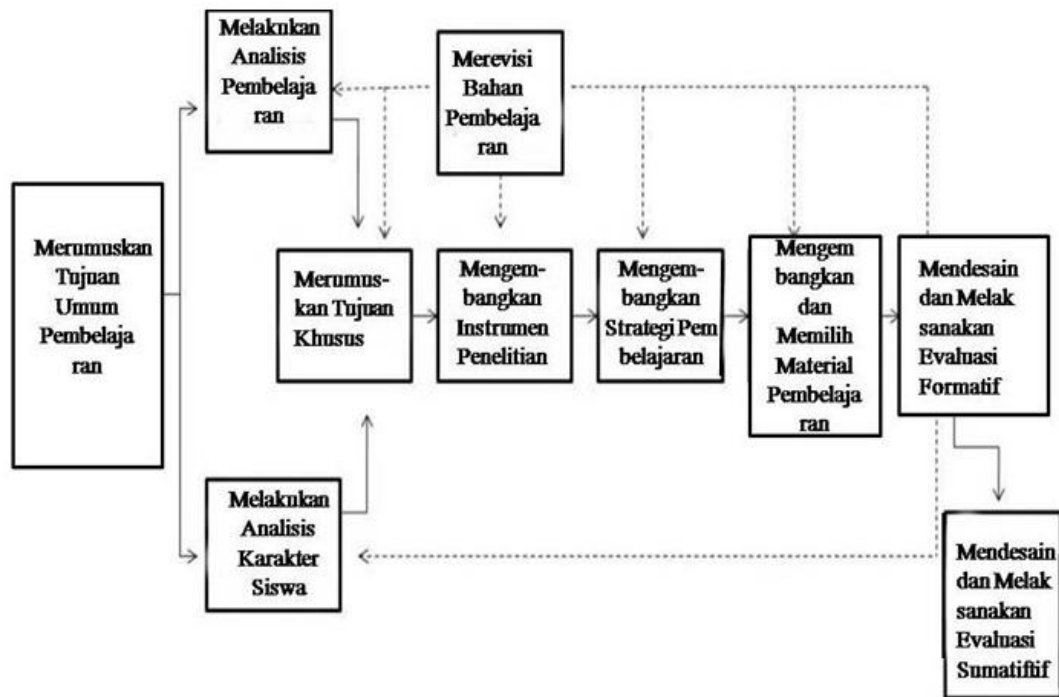 Melakukan
Analisis
Pembelaja
ran
Merevisi
Bahan
Pembelaja
ran
Merumuskan
Tujuan
Umum
Pembelaja
ran
Merumus-
kan Tujuan
Khusus
Mengem-
bangkan
Instrumen
Penelitian
Mengem-
bangkan
Strategi Pem
belajaran
Mengem
bangkan
dan
Memilih
Material
Pembelaja
ran
Mendesain
dan Melak
sanakan
Evaluasi
Formatif
Melakukan
Analisis
Karakter
Siswa
Mendesain
dan Melak
sanakan
Evaluasi
Sumatiftif